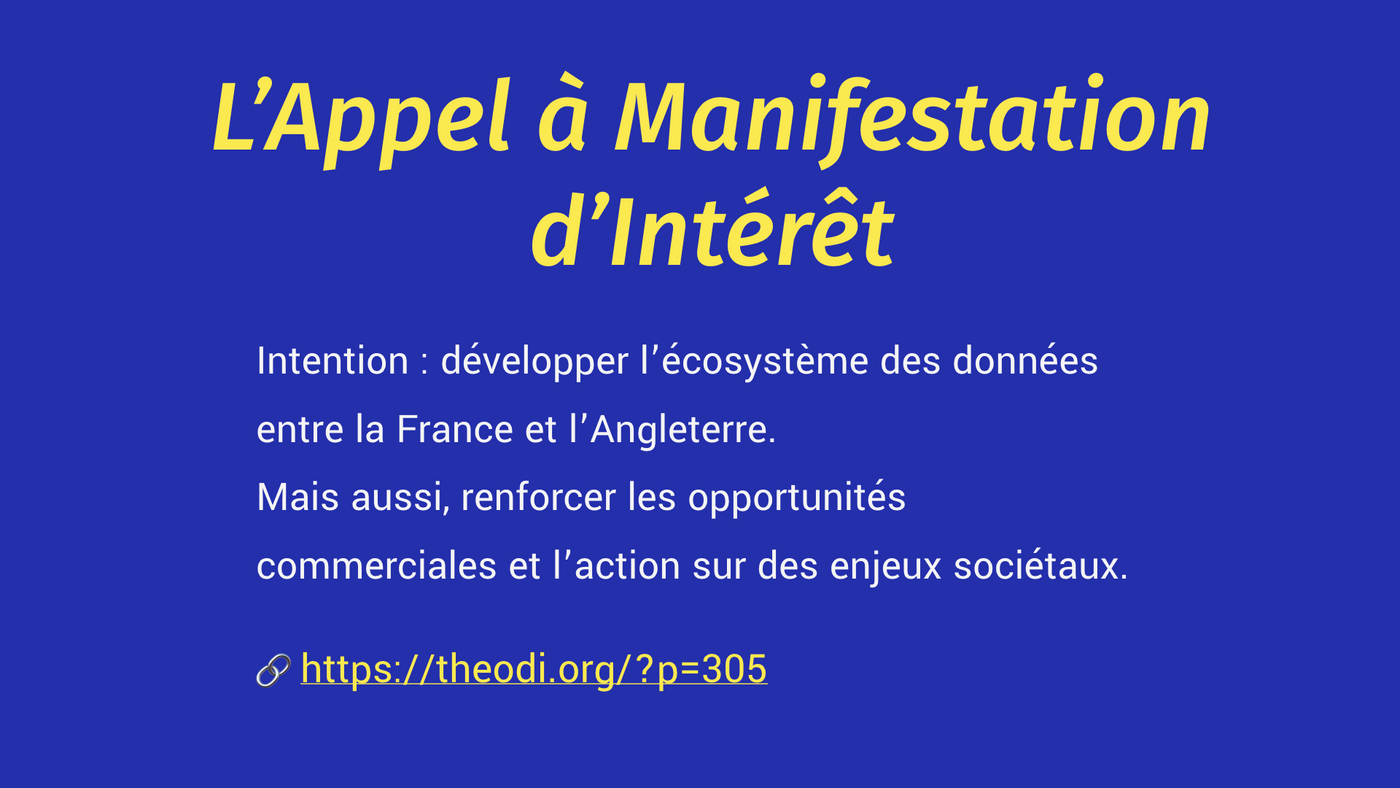 L’Appel à Manifestation
d’Intérêt
Intention : développer l’écosystème des données
entre la France et l’Angleterre.
Mais aussi, renforcer les opportunités
commerciales et l’action sur des enjeux sociétaux.
🔗 https://theodi.org/?p=305